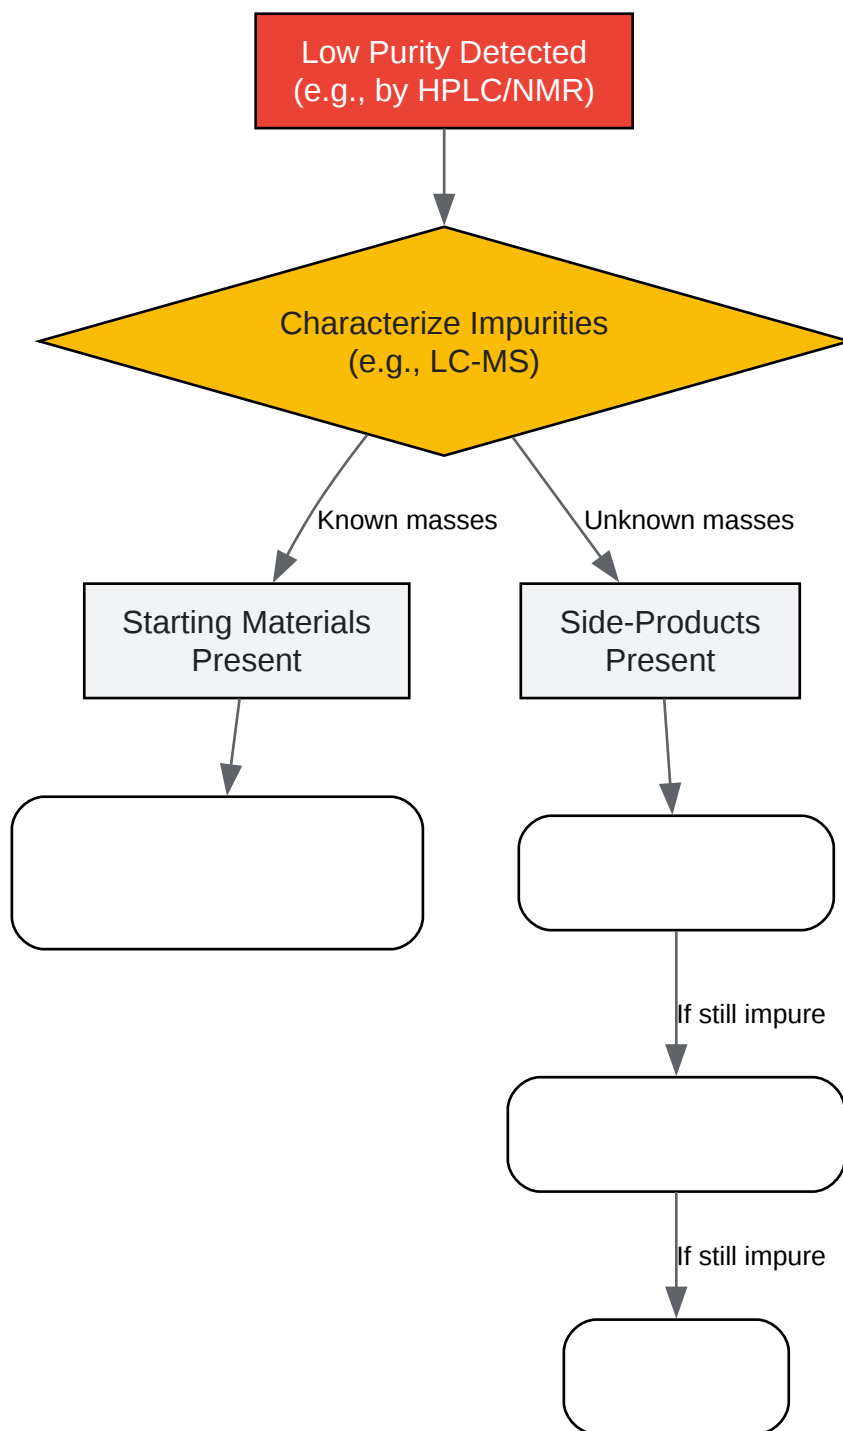 Low Purity Detected
(e.g., by HPLC/NMR)
Characterize Impurities
(e.g., LC-MS)
Known masses
Unknown masses
Starting Materials
Present
Side-Products
Present
If still impure
If still impure